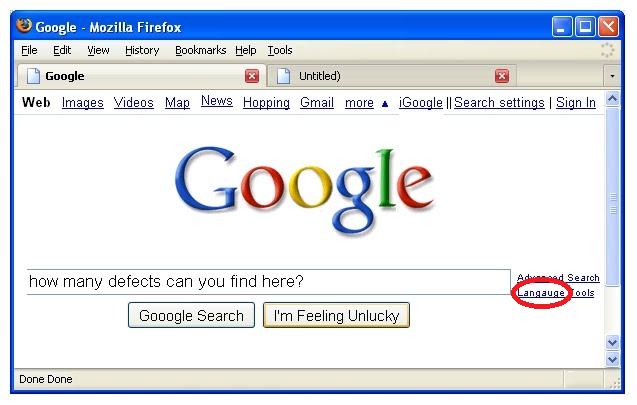 Google - Mozilla Firefox
File Edit View History Bookmarks Help Tools
Google Untitled)
Web Images Videos Map News Hopping Gmail more ▲ iGoogle || Search settings | Sign In
Google
how many defects can you find here? Advanced Search
Langauge Tools
Gooogle Search I'm Feeling Unlucky
Done Done